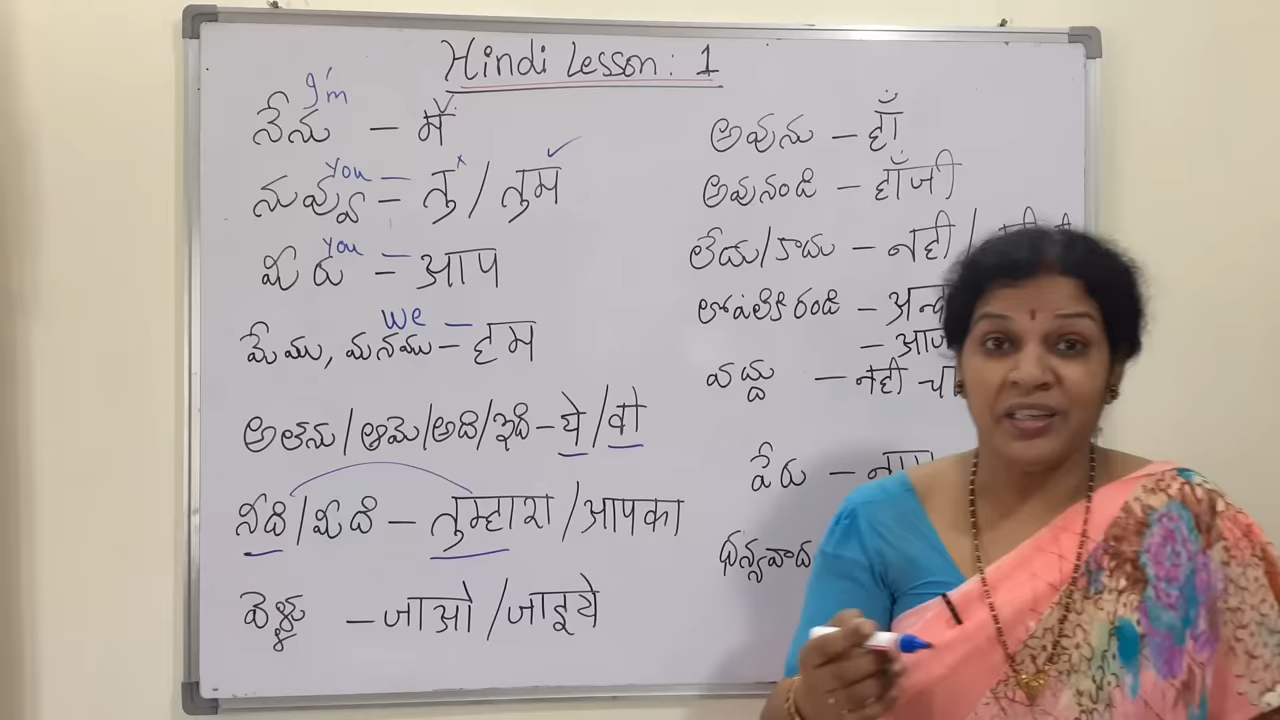 Hindi Lesson: 1
I'm
నేను – मैं
you
నువ్వు – तु / तुम
you
మీరు – आप
we
మేము, మనము – हम
అతను/ఆమె/అది/ఇది – ये/वो
నీది/మీది – तुम्हारा/आपका
వెళ్ళు – जाओ/जाइये
అవును – हाँ
అవునండి – हाँजी
లేదు/కాదు – नही /
లోపలికి రండి –
వద్దు – नही
పేరు –